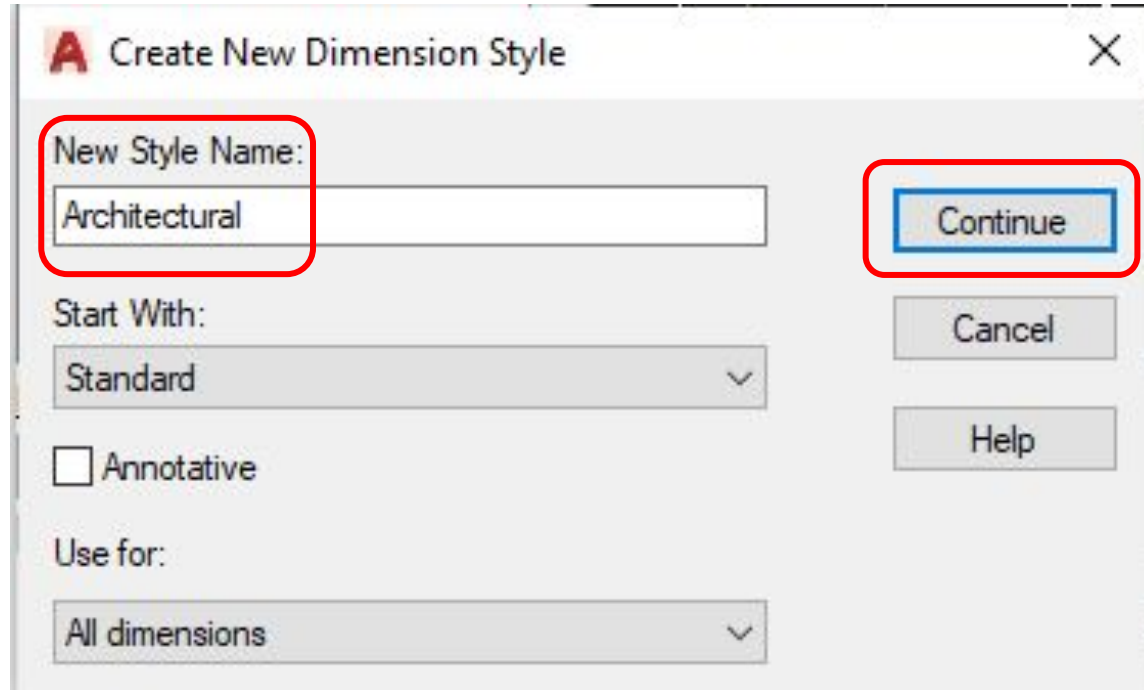 Create New Dimension Style
New Style Name:
Architectural
Continue
Start With:
Standard
Cancel
Annotative
Help
Use for:
All dimensions